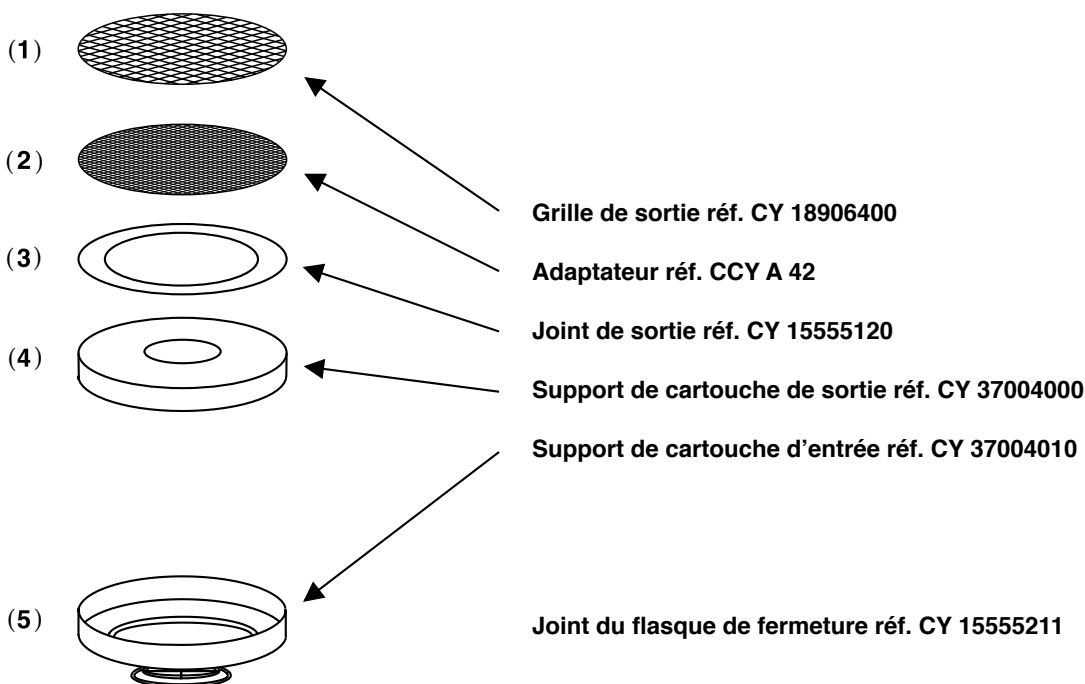 (1)
(2)
Grille de sortie réf. CY 18906400
(3)
Adaptateur réf. CCY A 42
Joint de sortie réf. CY 15555120
(4)
Support de cartouche de sortie réf. CY 37004000
Support de cartouche d’entrée réf. CY 37004010
(5)
Joint du flasque de fermeture réf. CY 15555211